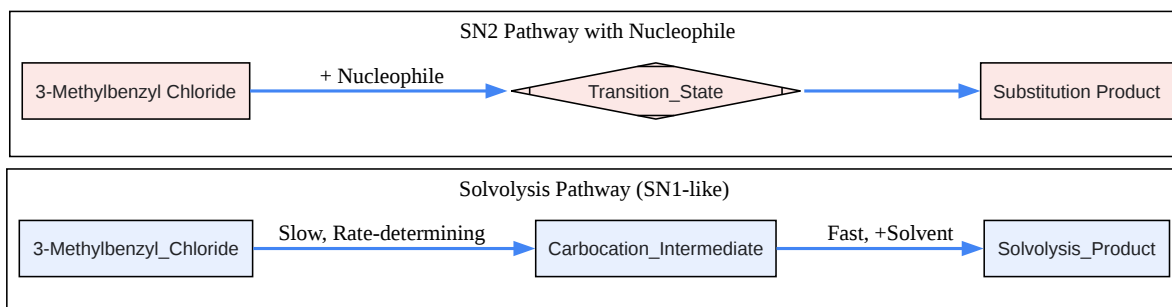 SN2 Pathway with Nucleophile
3-Methylbenzyl Chloride
+ Nucleophile
Transition_State
Substitution Product
Solvolysis Pathway (SN1-like)
3-Methylbenzyl_Chloride
Slow, Rate-determining
Carbocation_Intermediate
Fast, +Solvent
Solvolysis_Product